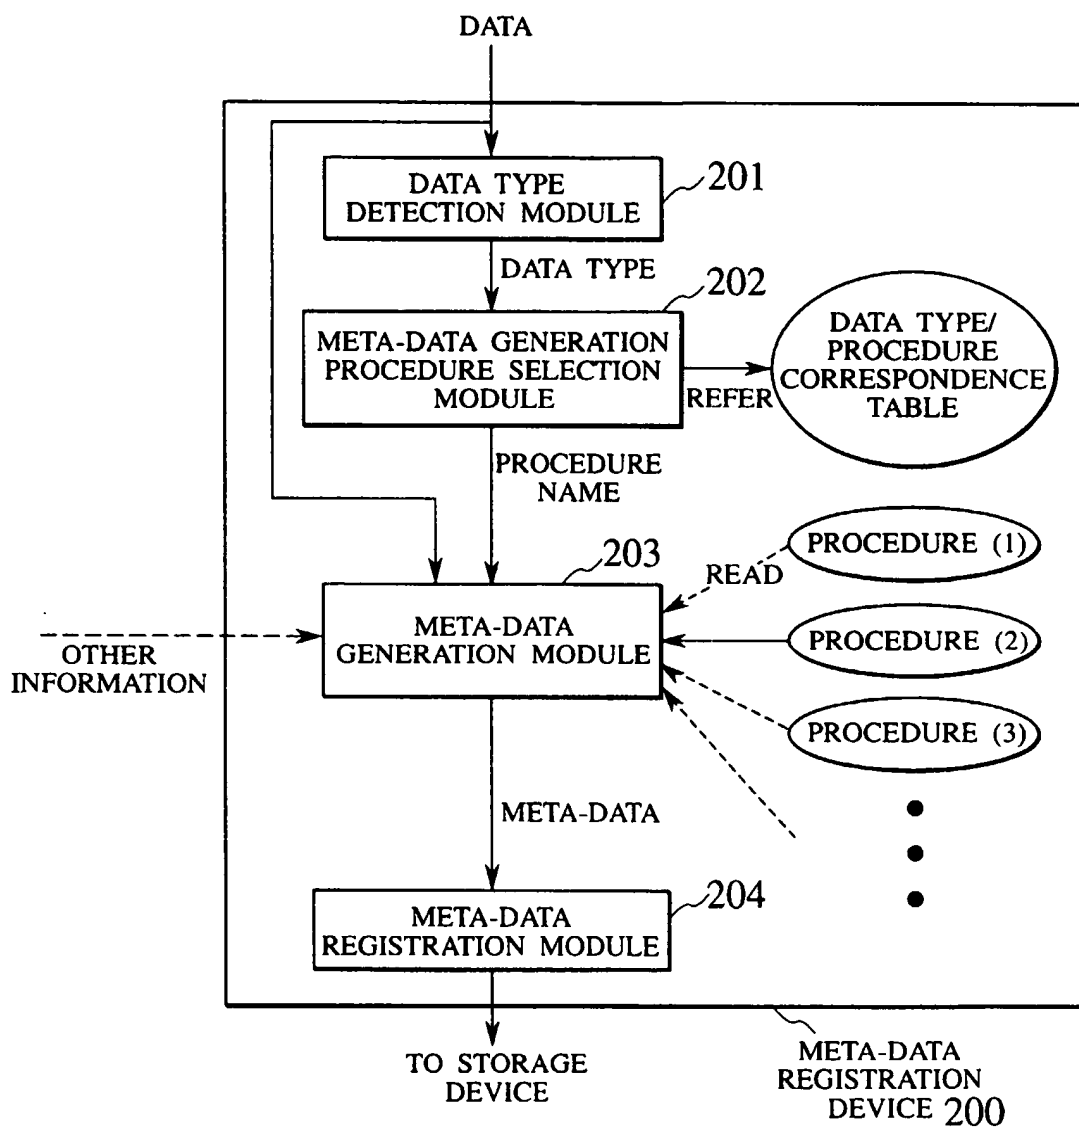 DATA
DATA TYPE
DETECTION MODULE
201
DATA TYPE
202
META-DATA GENERATION
PROCEDURE SELECTION
MODULE
REFER
DATA TYPE/
PROCEDURE
CORRESPONDENCE
TABLE
PROCEDURE
NAME
203
READ
PROCEDURE (1)
META-DATA
GENERATION MODULE
PROCEDURE (2)
OTHER
INFORMATION
PROCEDURE (3)
META-DATA
204
META-DATA
REGISTRATION MODULE
TO STORAGE
DEVICE
META-DATA
REGISTRATION
DEVICE 200